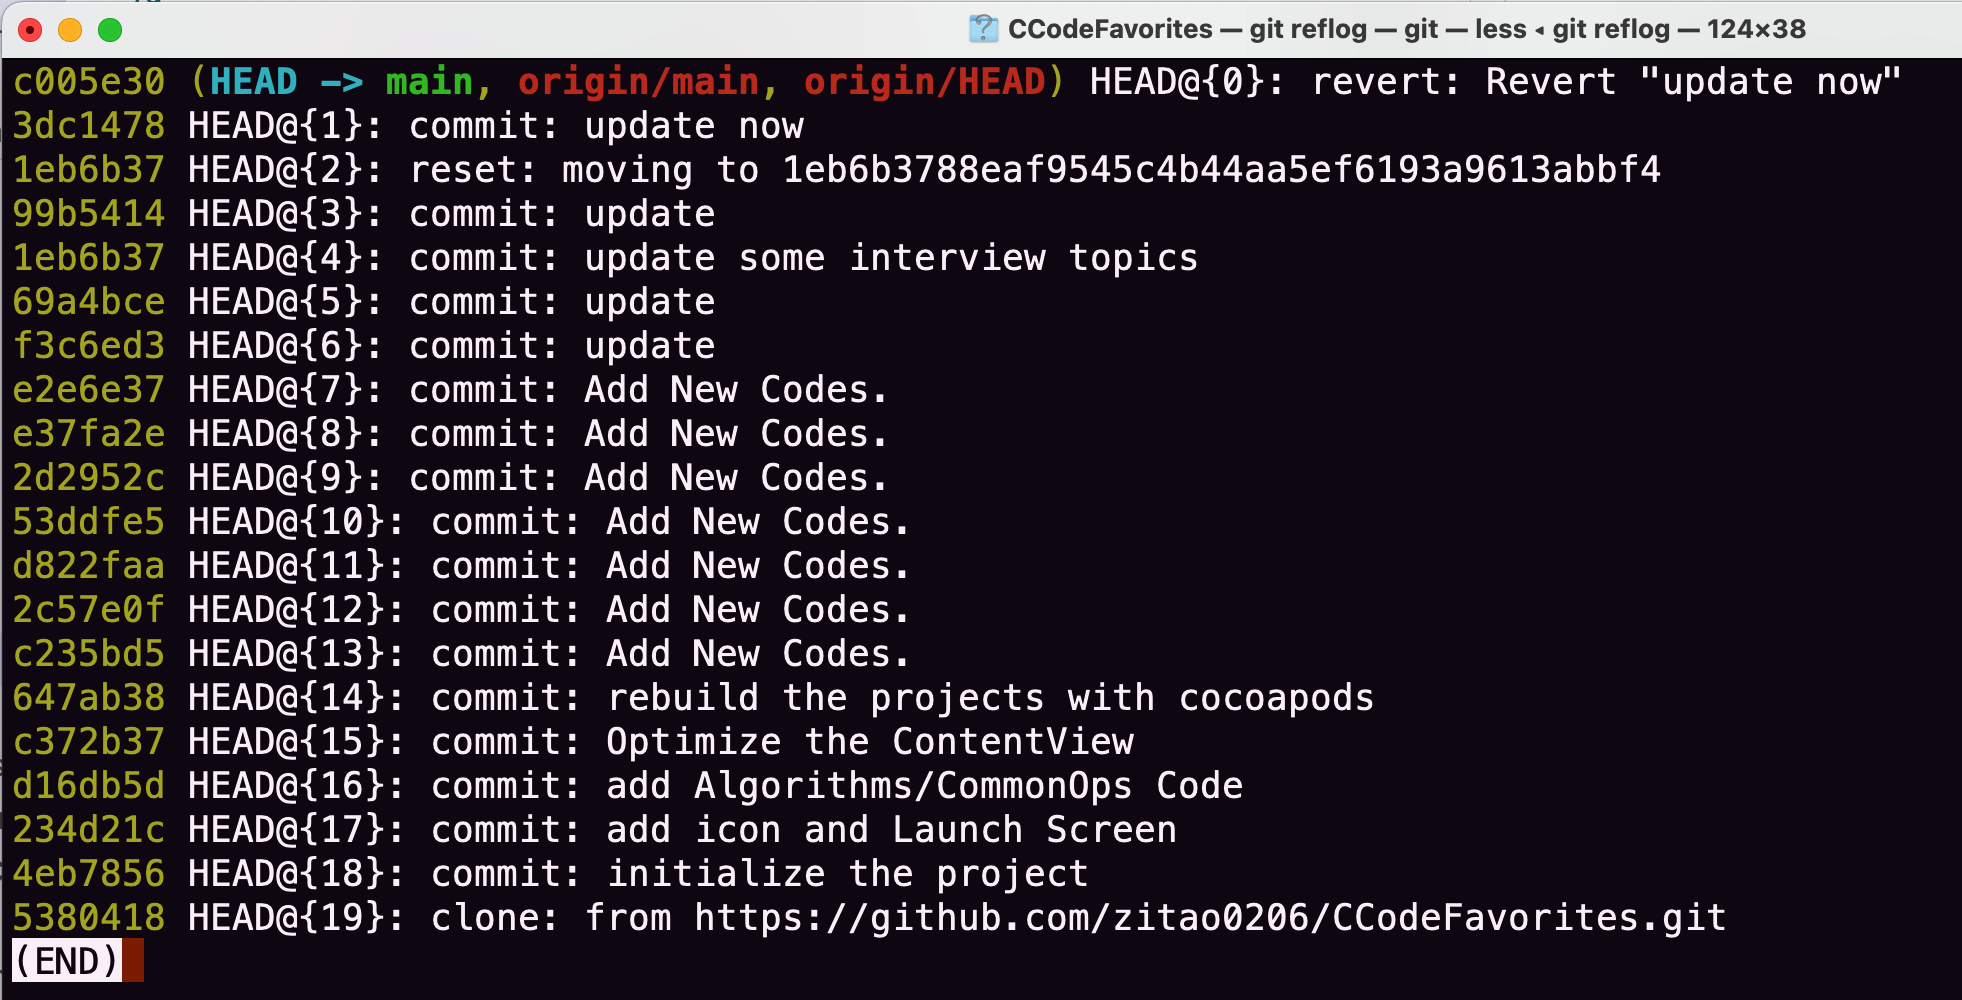 CCodeFavorites — git reflog — git — less ◂ git reflog — 124×38
c005e30 (HEAD -> main, origin/main, origin/HEAD) HEAD@{0}: revert: Revert "update now"
3dc1478 HEAD@{1}: commit: update now
1eb6b37 HEAD@{2}: reset: moving to 1eb6b3788eaf9545c4b44aa5ef6193a9613abbf4
99b5414 HEAD@{3}: commit: update
1eb6b37 HEAD@{4}: commit: update some interview topics
69a4bce HEAD@{5}: commit: update
f3c6ed3 HEAD@{6}: commit: update
e2e6e37 HEAD@{7}: commit: Add New Codes.
e37fa2e HEAD@{8}: commit: Add New Codes.
2d2952c HEAD@{9}: commit: Add New Codes.
53ddfe5 HEAD@{10}: commit: Add New Codes.
d822faa HEAD@{11}: commit: Add New Codes.
2c57e0f HEAD@{12}: commit: Add New Codes.
c235bd5 HEAD@{13}: commit: Add New Codes.
647ab38 HEAD@{14}: commit: rebuild the projects with cocoapods
c372b37 HEAD@{15}: commit: Optimize the ContentView
d16db5d HEAD@{16}: commit: add Algorithms/CommonOps Code
234d21c HEAD@{17}: commit: add icon and Launch Screen
4eb7856 HEAD@{18}: commit: initialize the project
5380418 HEAD@{19}: clone: from https://github.com/zitao0206/CCodeFavorites.git
(END)